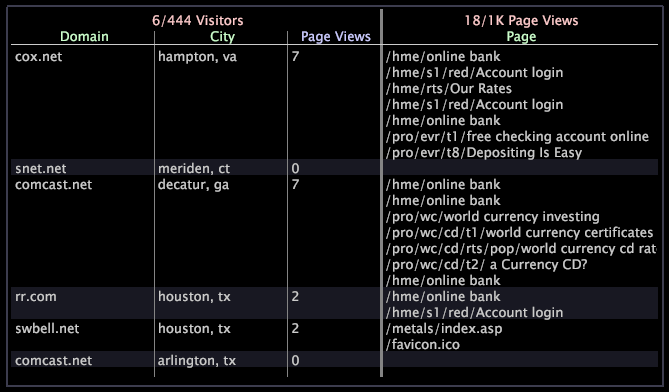 6/444 Visitors 18/1K Page Views
Domain City Page Views Page
cox.net hampton, va 7 /hme/online bank
/hme/s1/red/Account login
/hme/rts/Our Rates
/hme/s1/red/Account login
/hme/online bank
/pro/evr/t1/free checking account online
/pro/evr/t8/Depositing Is Easy
snet.net meriden, ct 0
comcast.net decatur, ga 7 /hme/online bank
/hme/online bank
/pro/wc/world currency investing
/pro/wc/cd/t1/world currency certificates
/pro/wc/cd/rts/pop/world currency cd rat
/pro/wc/cd/t2/ a Currency CD?
/hme/online bank
rr.com houston, tx 2 /hme/online bank
/hme/s1/red/Account login
swbell.net houston, tx 2 /metals/index.asp
/favicon.ico
comcast.net arlington, tx 0